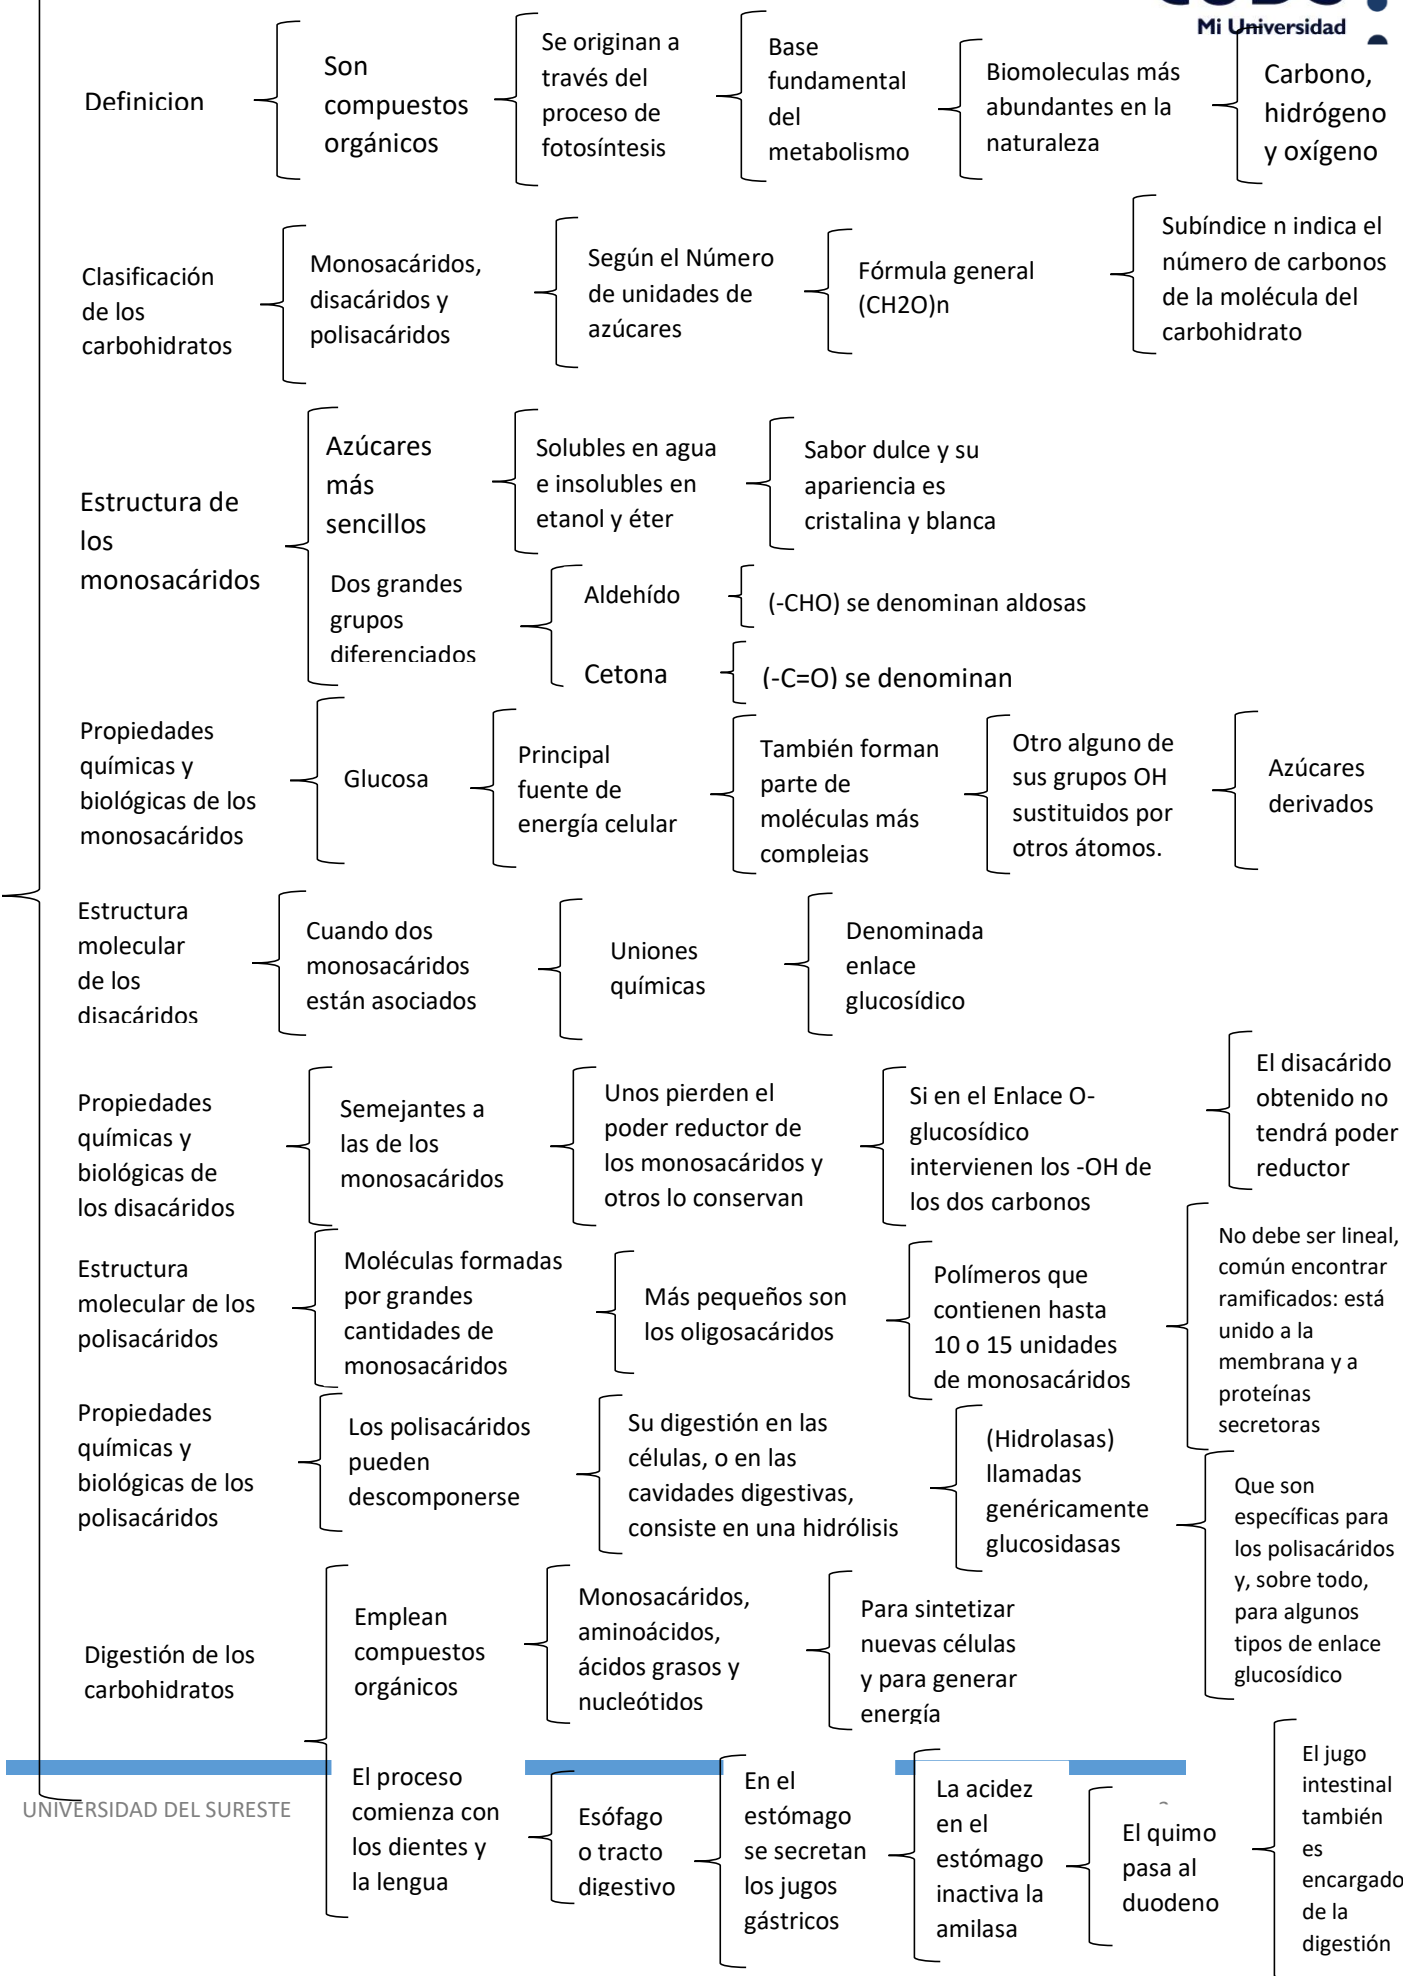 Mi Universidad
Definicion
Son
compuestos
orgánicos
Se originan a
través del
proceso de
fotosíntesis
Base
fundamental
del
metabolismo
Biomoleculas más
abundantes en la
naturaleza
Carbono,
hidrógeno
y oxígeno
Clasificación
de los
carbohidratos
Monosacáridos,
disacáridos y
polisacáridos
Según el Número
de unidades de
azúcares
Fórmula general
(CH2O)n
Subíndice n indica el
número de carbonos
de la molécula del
carbohidrato
Estructura de
los
monosacáridos
Azúcares
más
sencillos
Solubles en agua
e insolubles en
etanol y éter
Sabor dulce y su
apariencia es
cristalina y blanca
Dos grandes
grupos
diferenciados
Aldehído
(-CHO) se denominan aldosas
Cetona
(-C=O) se denominan
Propiedades
químicas y
biológicas de los
monosacáridos
Glucosa
Principal
fuente de
energía celular
También forman
parte de
moléculas más
complejas
Otro alguno de
sus grupos OH
sustituidos por
otros átomos.
Azúcares
derivados
Estructura
molecular
de los
disacáridos
Cuando dos
monosacáridos
están asociados
Uniones
químicas
Denominada
enlace
glucosídico
Propiedades
químicas y
biológicas de
los disacáridos
Semejantes a
las de los
monosacáridos
Unos pierden el
poder reductor de
los monosacáridos y
otros lo conservan
Si en el Enlace O-
glucosídico
intervienen los -OH de
los dos carbonos
El disacárido
obtenido no
tendrá poder
reductor
Estructura
molecular de los
polisacáridos
Moléculas formadas
por grandes
cantidades de
monosacáridos
Más pequeños son
los oligosacáridos
Polímeros que
contienen hasta
10 o 15 unidades
de monosacáridos
No debe ser lineal,
común encontrar
ramificados: está
unido a la
membrana y a
proteínas
secretoras
Propiedades
químicas y
biológicas de los
polisacáridos
Los polisacáridos
pueden
descomponerse
Su digestión en las
células, o en las
cavidades digestivas,
consiste en una hidrólisis
(Hidrolasas)
llamadas
genéricamente
glucosidasas
Que son
específicas para
los polisacáridos
y, sobre todo,
para algunos
tipos de enlace
glucosídico
Digestión de los
carbohidratos
Emplean
compuestos
orgánicos
Monosacáridos,
aminoácidos,
ácidos grasos y
nucleótidos
Para sintetizar
nuevas células
y para generar
energía
El proceso
comienza con
los dientes y
la lengua
Esófago
o tracto
digestivo
En el
estómago
se secretan
los jugos
gástricos
La acidez
en el
estómago
inactiva la
amilasa
El quimo
pasa al
duodeno
El jugo
intestinal
también
es
encargado
de la
digestión
UNIVERSIDAD DEL SURESTE